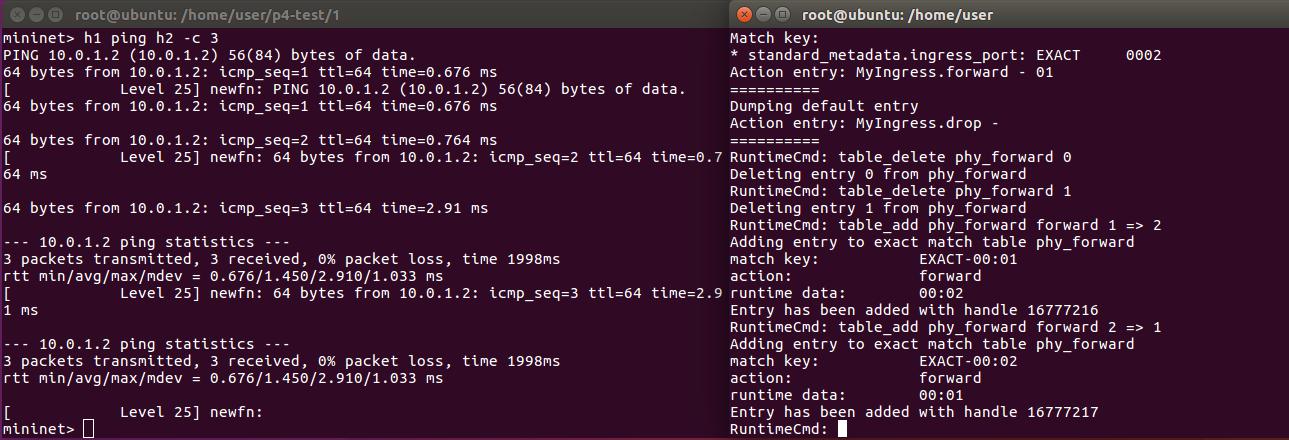 root@ubuntu: /home/user/p4-test/1
mininet> h1 ping h2 -c 3
PING 10.0.1.2 (10.0.1.2) 56(84) bytes of data.
64 bytes from 10.0.1.2: icmp_seq=1 ttl=64 time=0.676 ms
[            Level 25] newfn: PING 10.0.1.2 (10.0.1.2) 56(84) bytes of data.
64 bytes from 10.0.1.2: icmp_seq=1 ttl=64 time=0.676 ms
64 bytes from 10.0.1.2: icmp_seq=2 ttl=64 time=0.764 ms
[            Level 25] newfn: 64 bytes from 10.0.1.2: icmp_seq=2 ttl=64 time=0.7
64 ms
64 bytes from 10.0.1.2: icmp_seq=3 ttl=64 time=2.91 ms
--- 10.0.1.2 ping statistics ---
3 packets transmitted, 3 received, 0% packet loss, time 1998ms
rtt min/avg/max/mdev = 0.676/1.450/2.910/1.033 ms
[            Level 25] newfn: 64 bytes from 10.0.1.2: icmp_seq=3 ttl=64 time=2.9
1 ms
--- 10.0.1.2 ping statistics ---
3 packets transmitted, 3 received, 0% packet loss, time 1998ms
rtt min/avg/max/mdev = 0.676/1.450/2.910/1.033 ms
[            Level 25] newfn:
mininet>
root@ubuntu: /home/user
Match key:
* standard_metadata.ingress_port: EXACT     0002
Action entry: MyIngress.forward - 01
==========
Dumping default entry
Action entry: MyIngress.drop -
==========
RuntimeCmd: table_delete phy_forward 0
Deleting entry 0 from phy_forward
RuntimeCmd: table_delete phy_forward 1
Deleting entry 1 from phy_forward
RuntimeCmd: table_add phy_forward forward 1 => 2
Adding entry to exact match table phy_forward
match key:           EXACT-00:01
action:              forward
runtime data:        00:02
Entry has been added with handle 16777216
RuntimeCmd: table_add phy_forward forward 2 => 1
Adding entry to exact match table phy_forward
match key:           EXACT-00:02
action:              forward
runtime data:        00:01
Entry has been added with handle 16777217
RuntimeCmd: